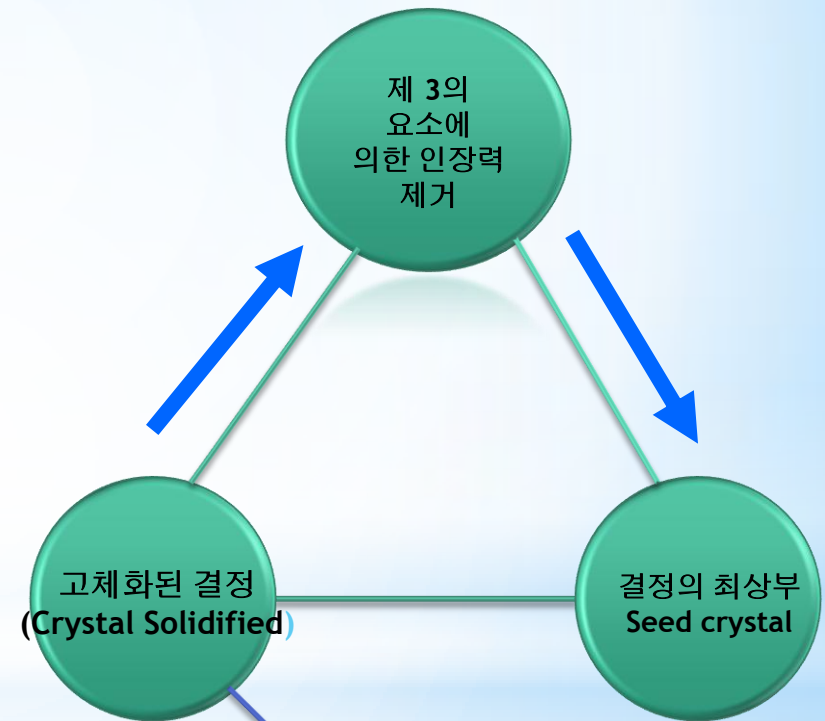 제 3의
요소에
의한 인장력
제거
고체화된 결정
(Crystal Solidified)
결정의 최상부
Seed crystal